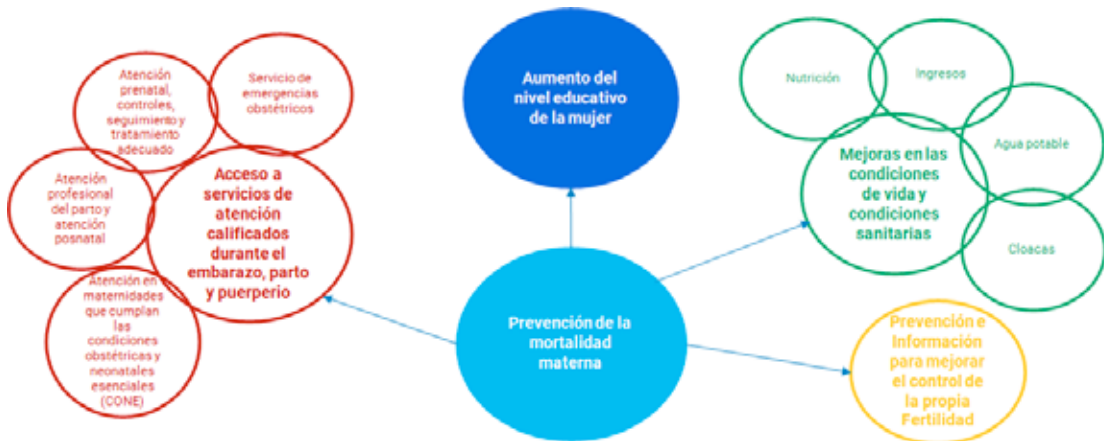 Atención
prenatal, controles,
seguimiento y
tratamiento
adecuado
Servicio de
emergencias
obstétricos
Atención
profesional
del parto y
atención
posnatal
Acceso a
servicios de
atención
calificados
durante el
embarazo, parto
y puerperio
Atención en
maternidades que
cumplan las
condiciones
obstétricas y
neonatales
esenciales
(CONE)
Aumento del
nivel educativo
de la mujer
Prevención de la
mortalidad
materna
Nutrición
Ingresos
Agua potable
Cloacas
Mejoras en las
condiciones
de vida y
condiciones
sanitarias
Prevención e
Información
para mejorar
el control de
la propia
Fertilidad